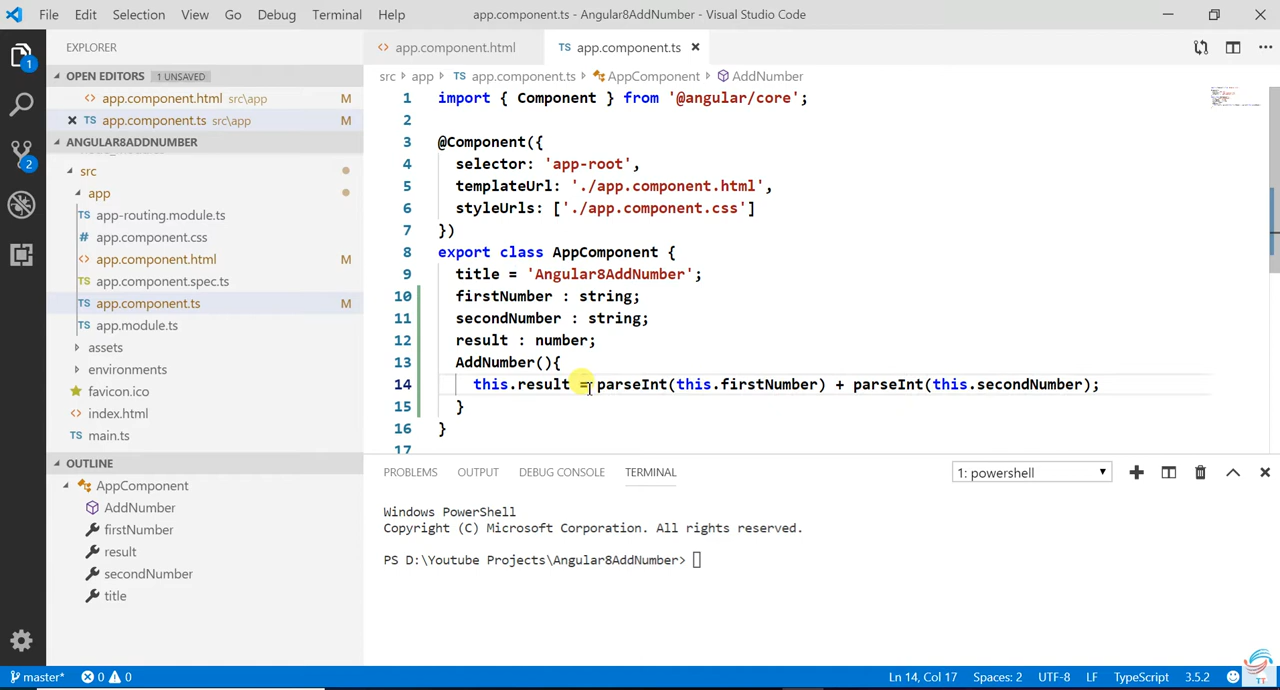 File Edit Selection View Go Debug Terminal Help app.component.ts - Angular8AddNumber - Visual Studio Code
EXPLORER
OPEN EDITORS 1 UNSAVED
app.component.html src\app M
app.component.ts src\app M
ANGULAR8ADDNUMBER
src
app
app-routing.module.ts
app.component.css
app.component.html M
app.component.spec.ts
app.component.ts M
app.module.ts
assets
environments
favicon.ico
index.html
main.ts
OUTLINE
AppComponent
AddNumber
firstNumber
result
secondNumber
title
app.component.html TS app.component.ts
src › app › TS app.component.ts › AppComponent › AddNumber
1 import { Component } from '@angular/core';
2
3 @Component({
4 selector: 'app-root',
5 templateUrl: './app.component.html',
6 styleUrls: ['./app.component.css']
7 })
8 export class AppComponent {
9 title = 'Angular8AddNumber';
10 firstNumber : string;
11 secondNumber : string;
12 result : number;
13 AddNumber(){
14 this.result = parseInt(this.firstNumber) + parseInt(this.secondNumber);
15 }
16 }
17
PROBLEMS OUTPUT DEBUG CONSOLE TERMINAL 1: powershell
Windows PowerShell
Copyright (C) Microsoft Corporation. All rights reserved.
PS D:\Youtube Projects\Angular8AddNumber>
master* 0 0 Ln 14, Col 17 Spaces: 2 UTF-8 LF TypeScript 3.5.2
TT